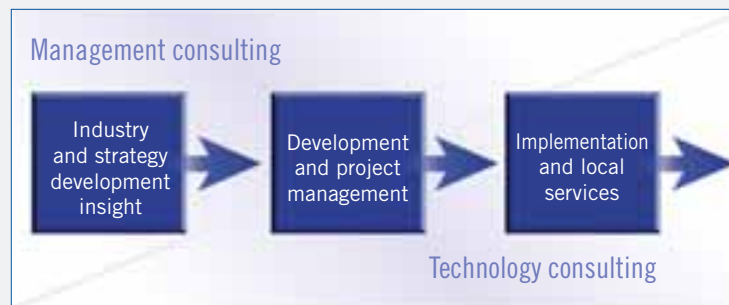 Management consulting
Industry
and strategy
development
insight
Development
and project
management
Implementation
and local
services
Technology consulting